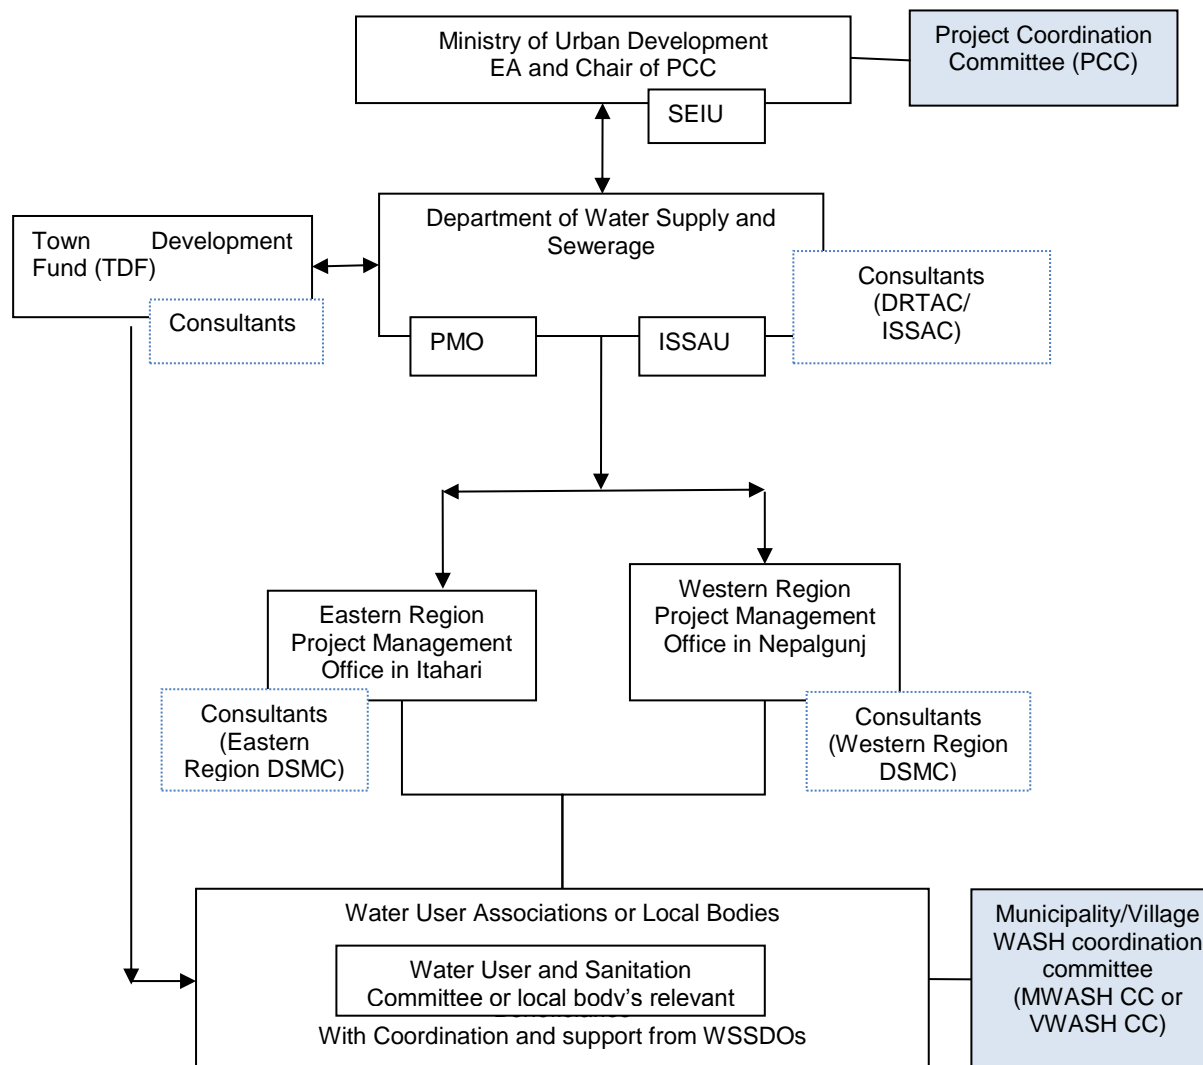 Ministry of Urban Development
EA and Chair of PCC
Project Coordination
Committee (PCC)
SEIU
Department of Water Supply and
Sewerage
Town Development
Fund (TDF)
Consultants
Consultants
(DRTAC/
ISSAC)
PMO
ISSAU
Eastern Region
Project Management
Office in Itahari
Western Region
Project Management
Office in Nepalgunj
Consultants
(Eastern
Region DSMC)
Consultants
(Western Region
DSMC)
Water User Associations or Local Bodies
Water User and Sanitation
Committee or local body's relevant
With Coordination and support from WSSDOs
Municipality/Village
WASH coordination
committee
(MWASH CC or
VWASH CC)